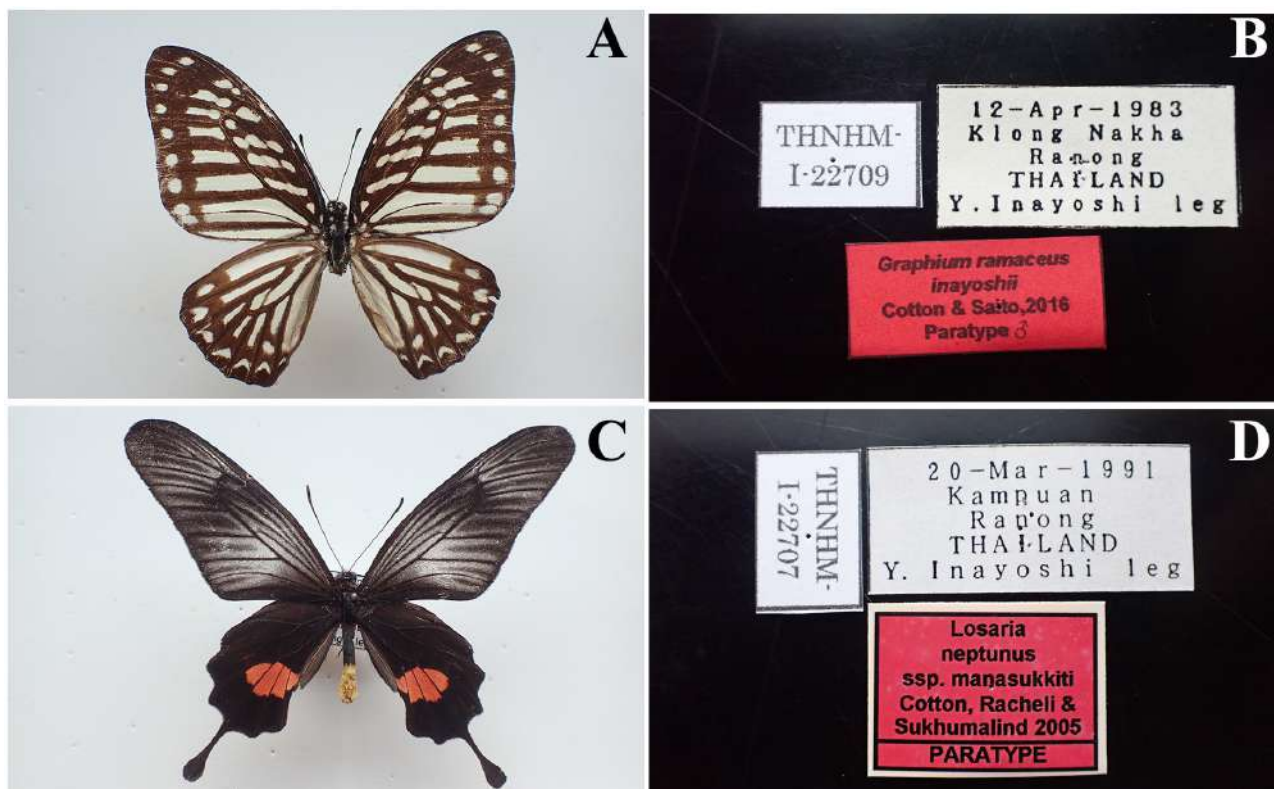 A
B
THNHM-
I-22709
12-Apr-1983
Klong Nakha
Ranong
THAILAND
Y.Inayoshi leg
Graphium ramaceus
inayoshii
Cotton & Saito,2016
Paratype ♂
C
D
THNHM-
I-22707
20-Mar-1991
Kampuan
Ranong
THAILAND
Y. Inayoshi leg
Losaria
neptunus
ssp. manasukkiti
Cotton, Racheli &
Sukhumalind 2005
PARATYPE